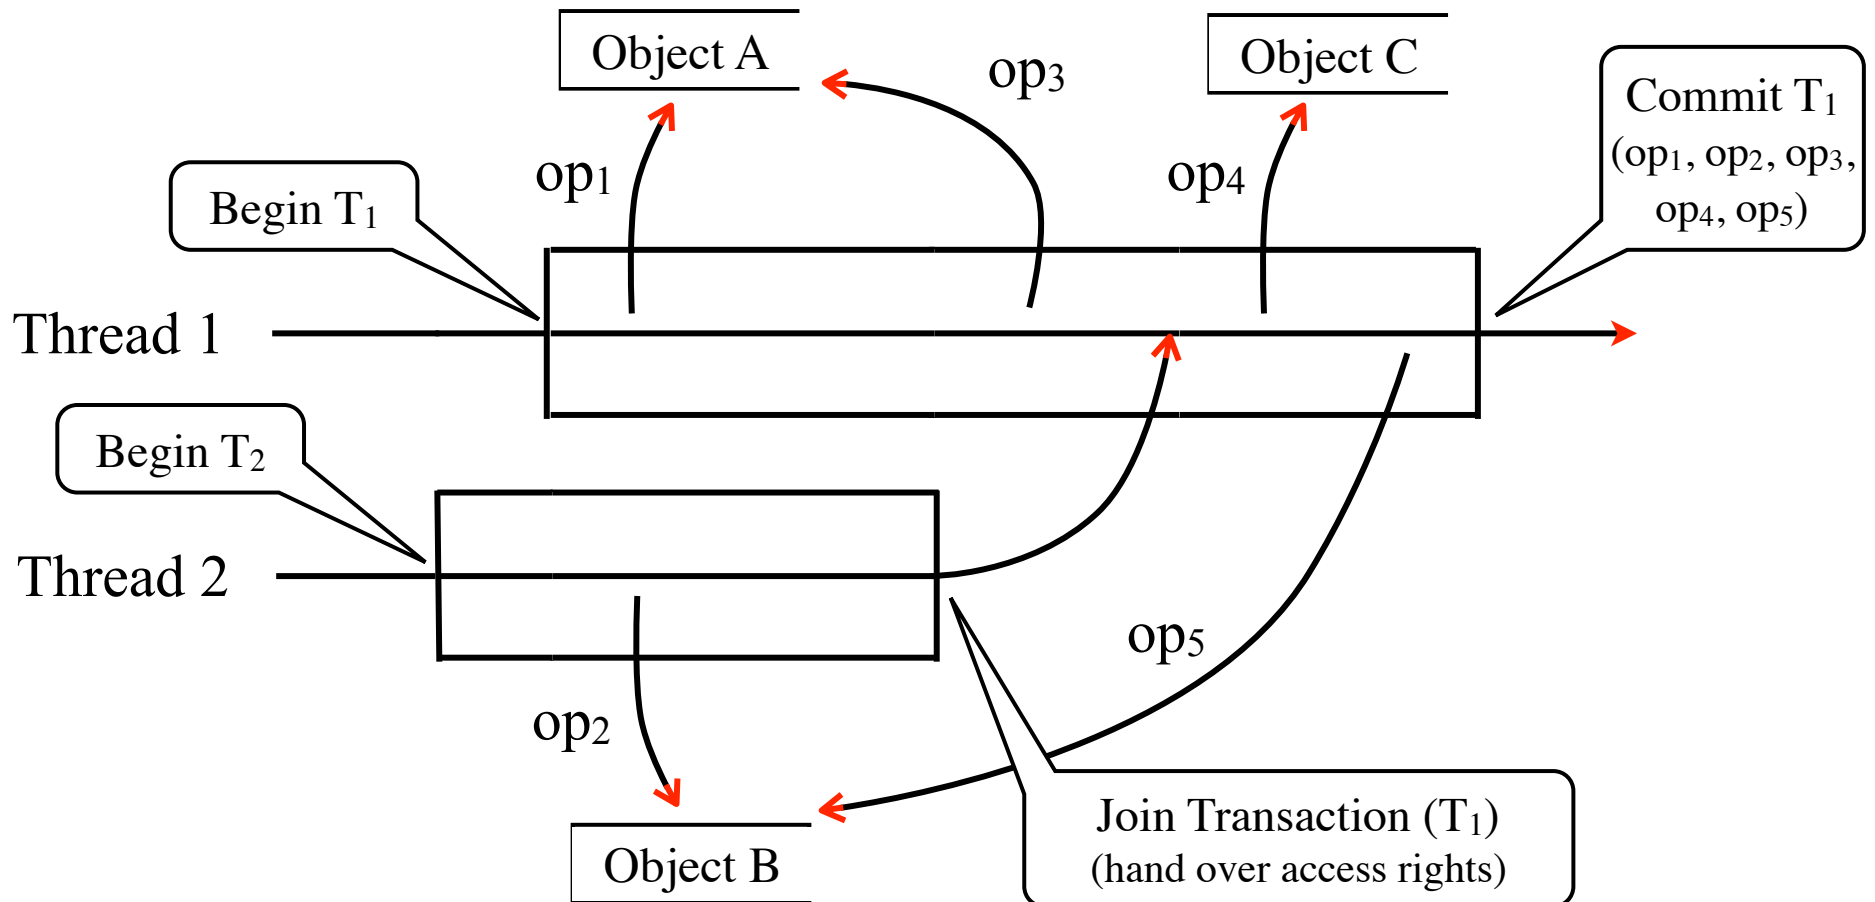 Object A
Object C
op3
Commit T1
(op1, op2, op3,
op4, op5)
op1
op4
Begin T1
Thread 1
Begin T2
Thread 2
op5
op2
Join Transaction (T1)
(hand over access rights)
Object B